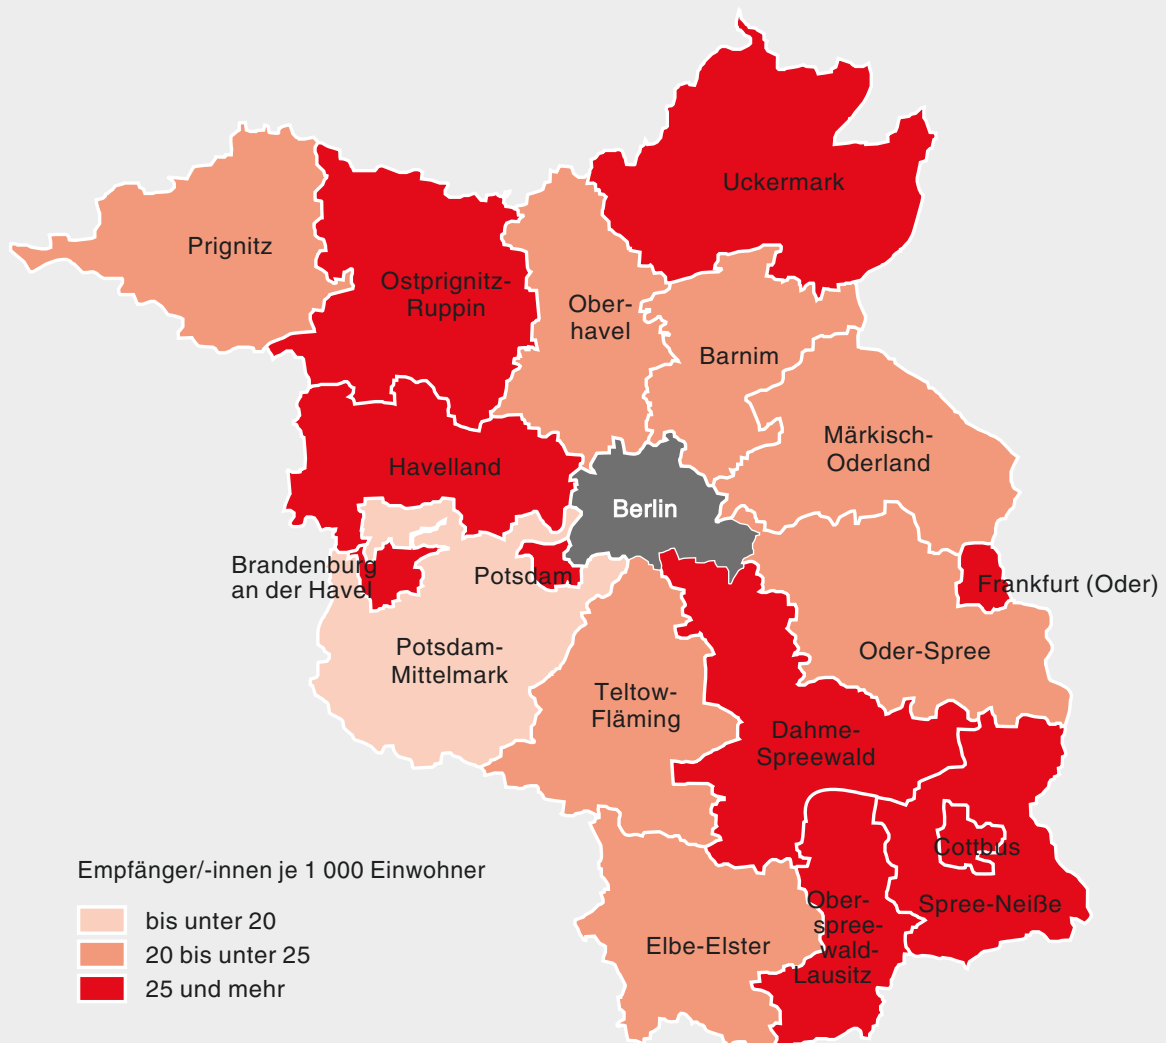 Uckermark
Prignitz
Ostprignitz-
Ruppin
Ober-
havel
Barnim
Märkisch-
Oderland
Havelland
Berlin
Brandenburg
an der Havel
Potsdam
Frankfurt (Oder)
Potsdam-
Mittelmark
Oder-Spree
Teltow-
Fläming
Dahme-
Spreewald
Cottbus
Spree-Neiße
Ober-
spree-
wald-
Lausitz
Elbe-Elster
Empfänger/-innen je 1 000 Einwohner
bis unter 20
20 bis unter 25
25 und mehr